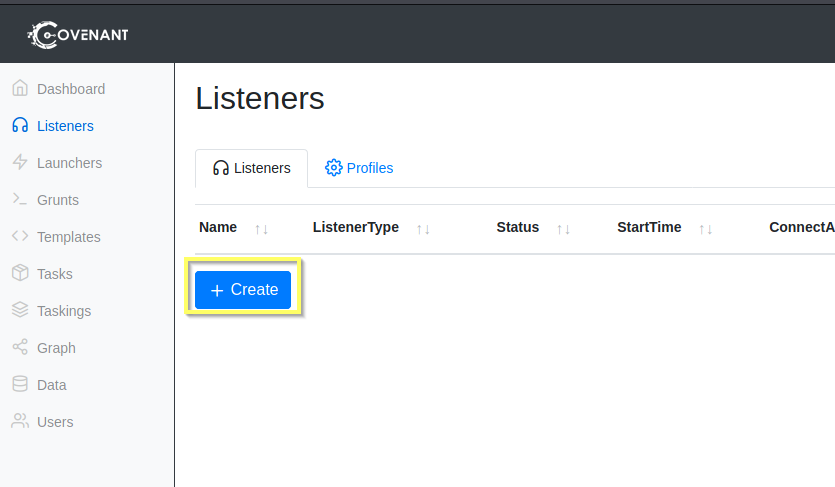 COVENANT
Dashboard
Listeners
Launchers
Grunts
Templates
Tasks
Taskings
Graph
Data
Users
Listeners
Listeners Profiles
Name ↑↓ ListenerType ↑↓ Status ↑↓ StartTime ↑↓ ConnectA
+ Create